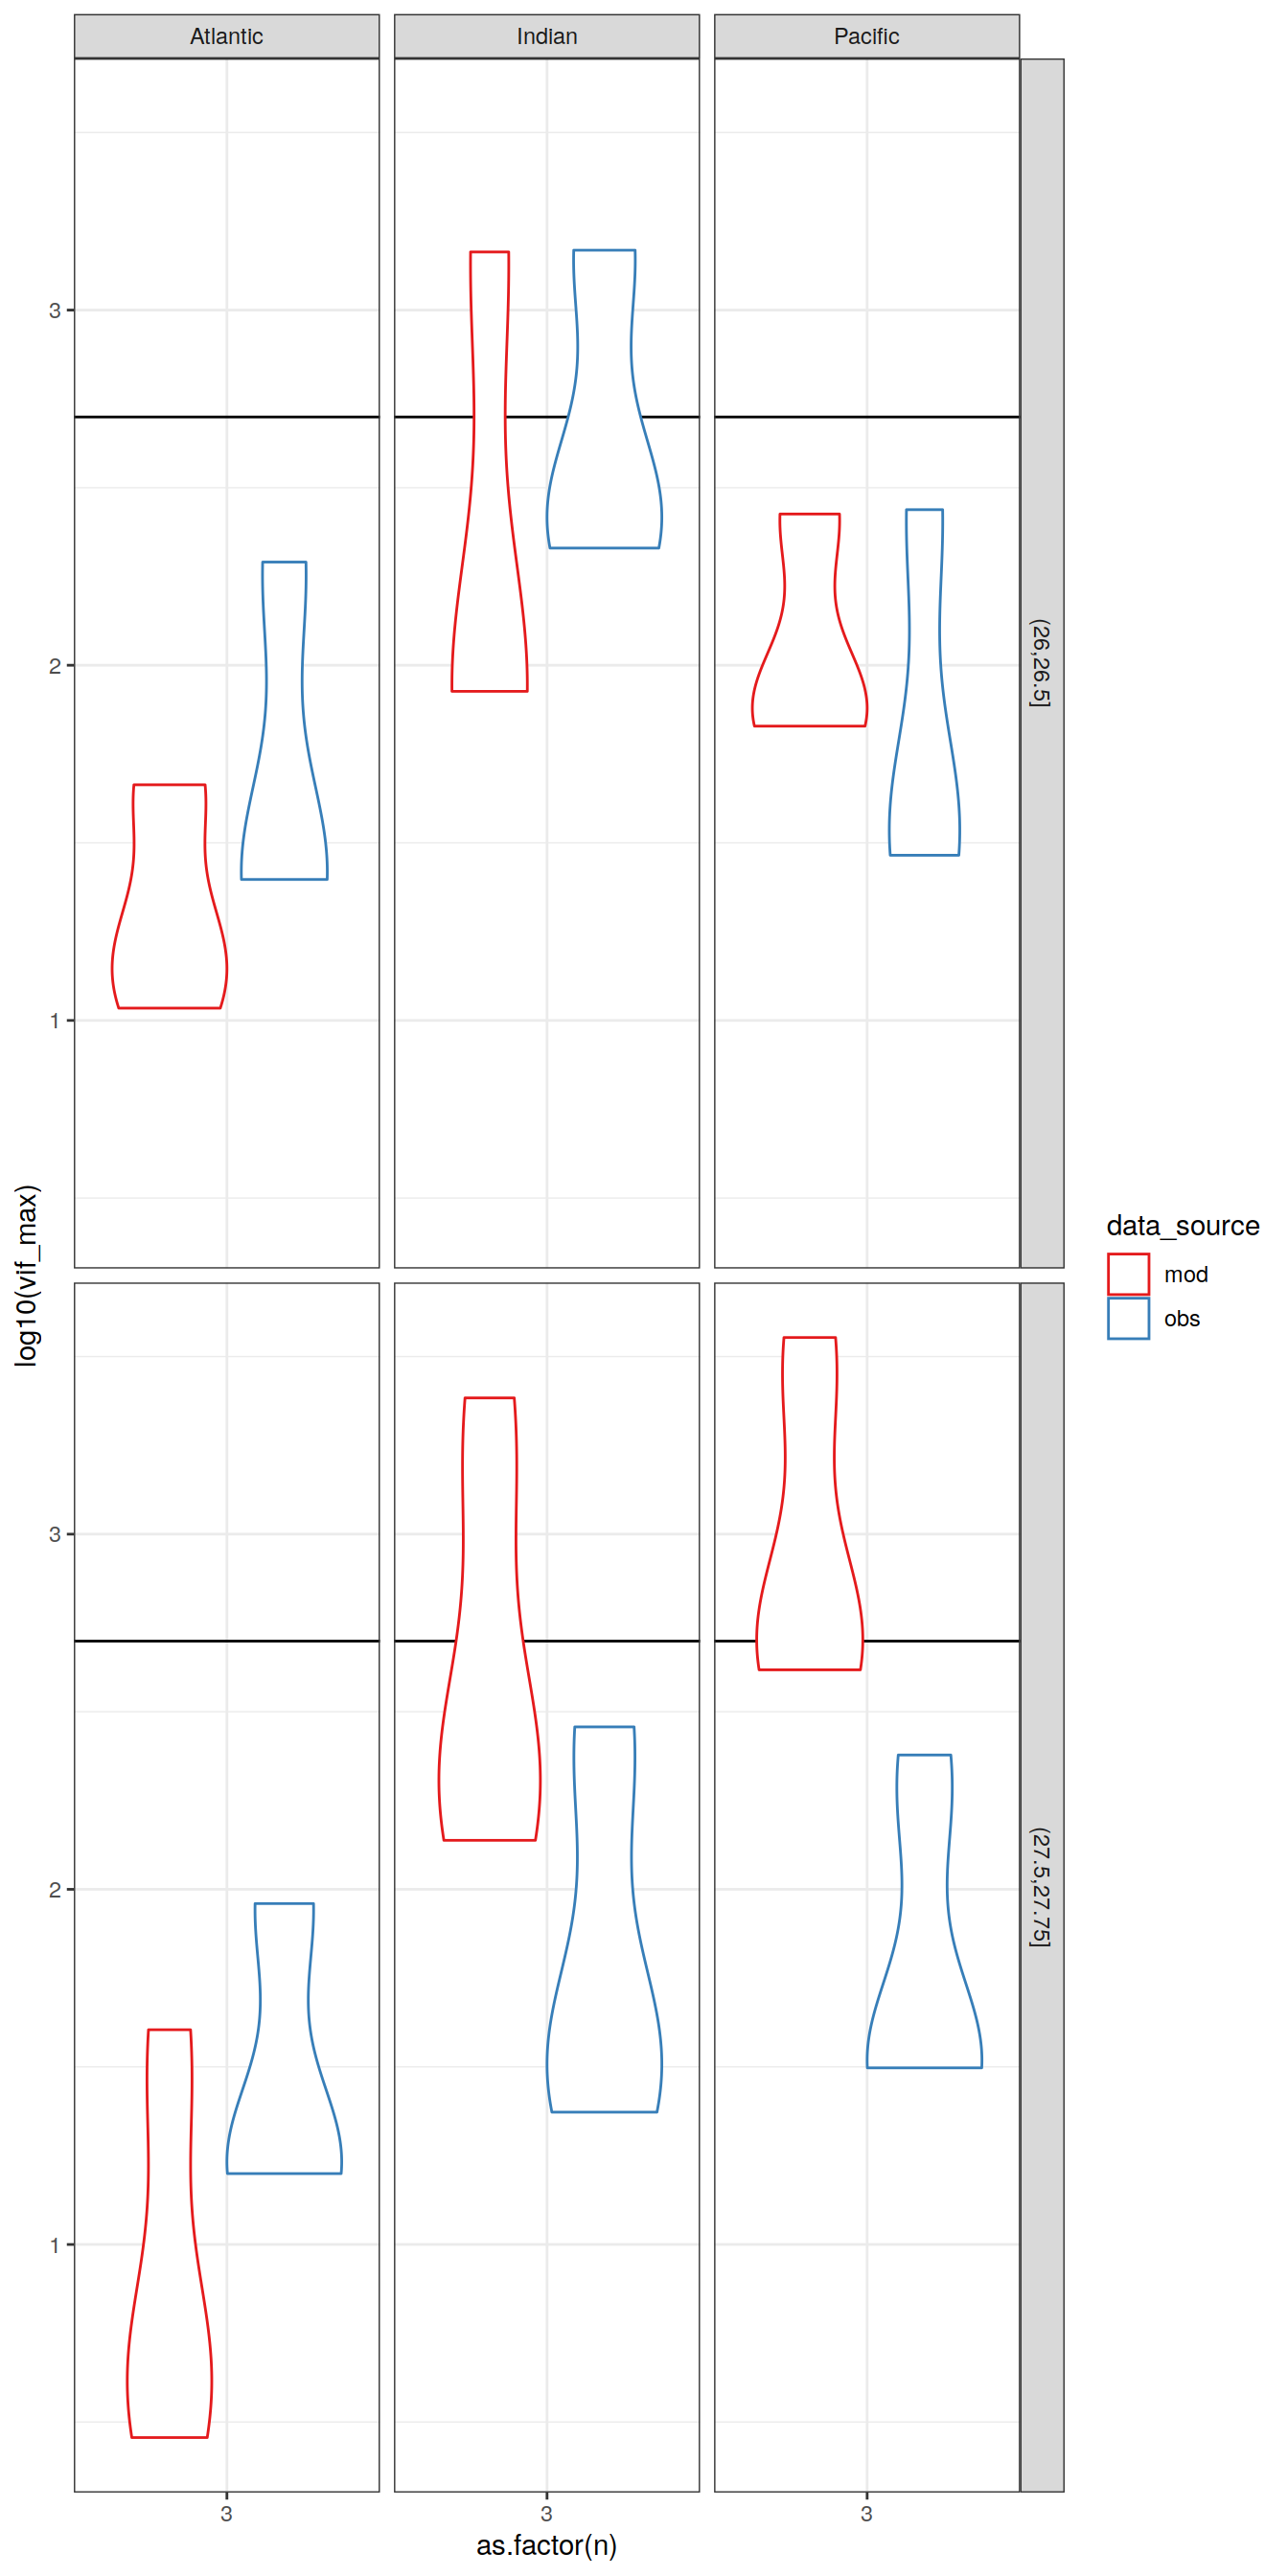 Atlantic
Indian
Pacific
3
2
1
(26,26.5]
log10(vif_max)
data_source
mod
obs
3
2
1
(27.5,27.75]
3
3
3
as.factor(n)